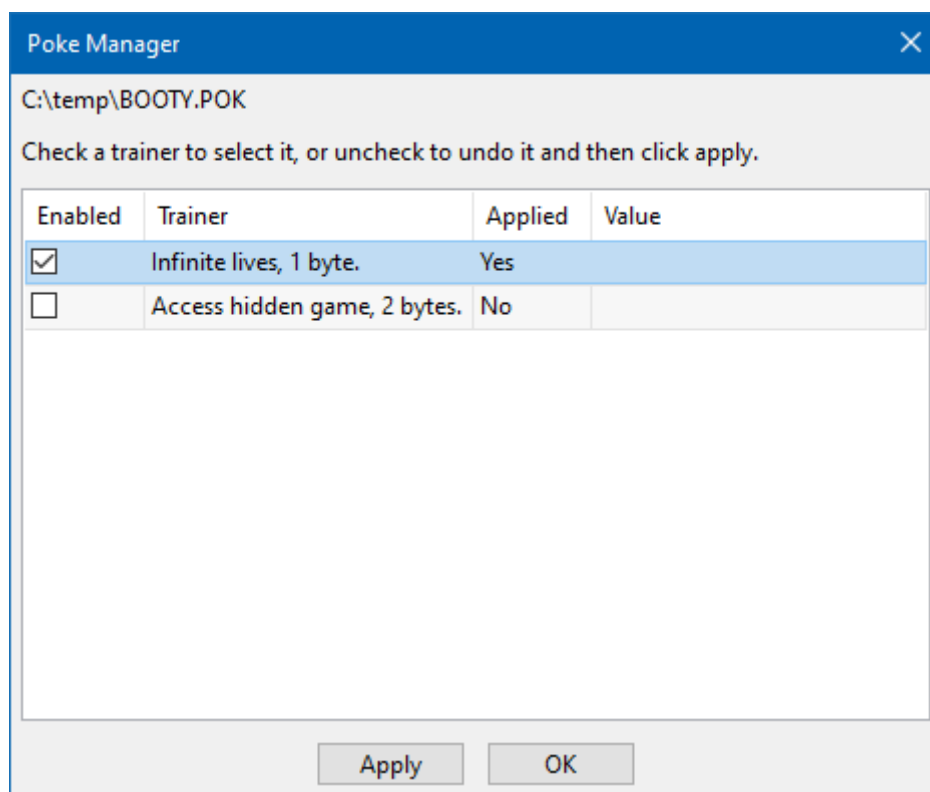 Poke Manager
C:\temp\BOOTY.POK
Check a trainer to select it, or uncheck to undo it and then click apply.
Enabled Trainer Applied Value
Infinite lives, 1 byte. Yes
Access hidden game, 2 bytes. No
Apply OK